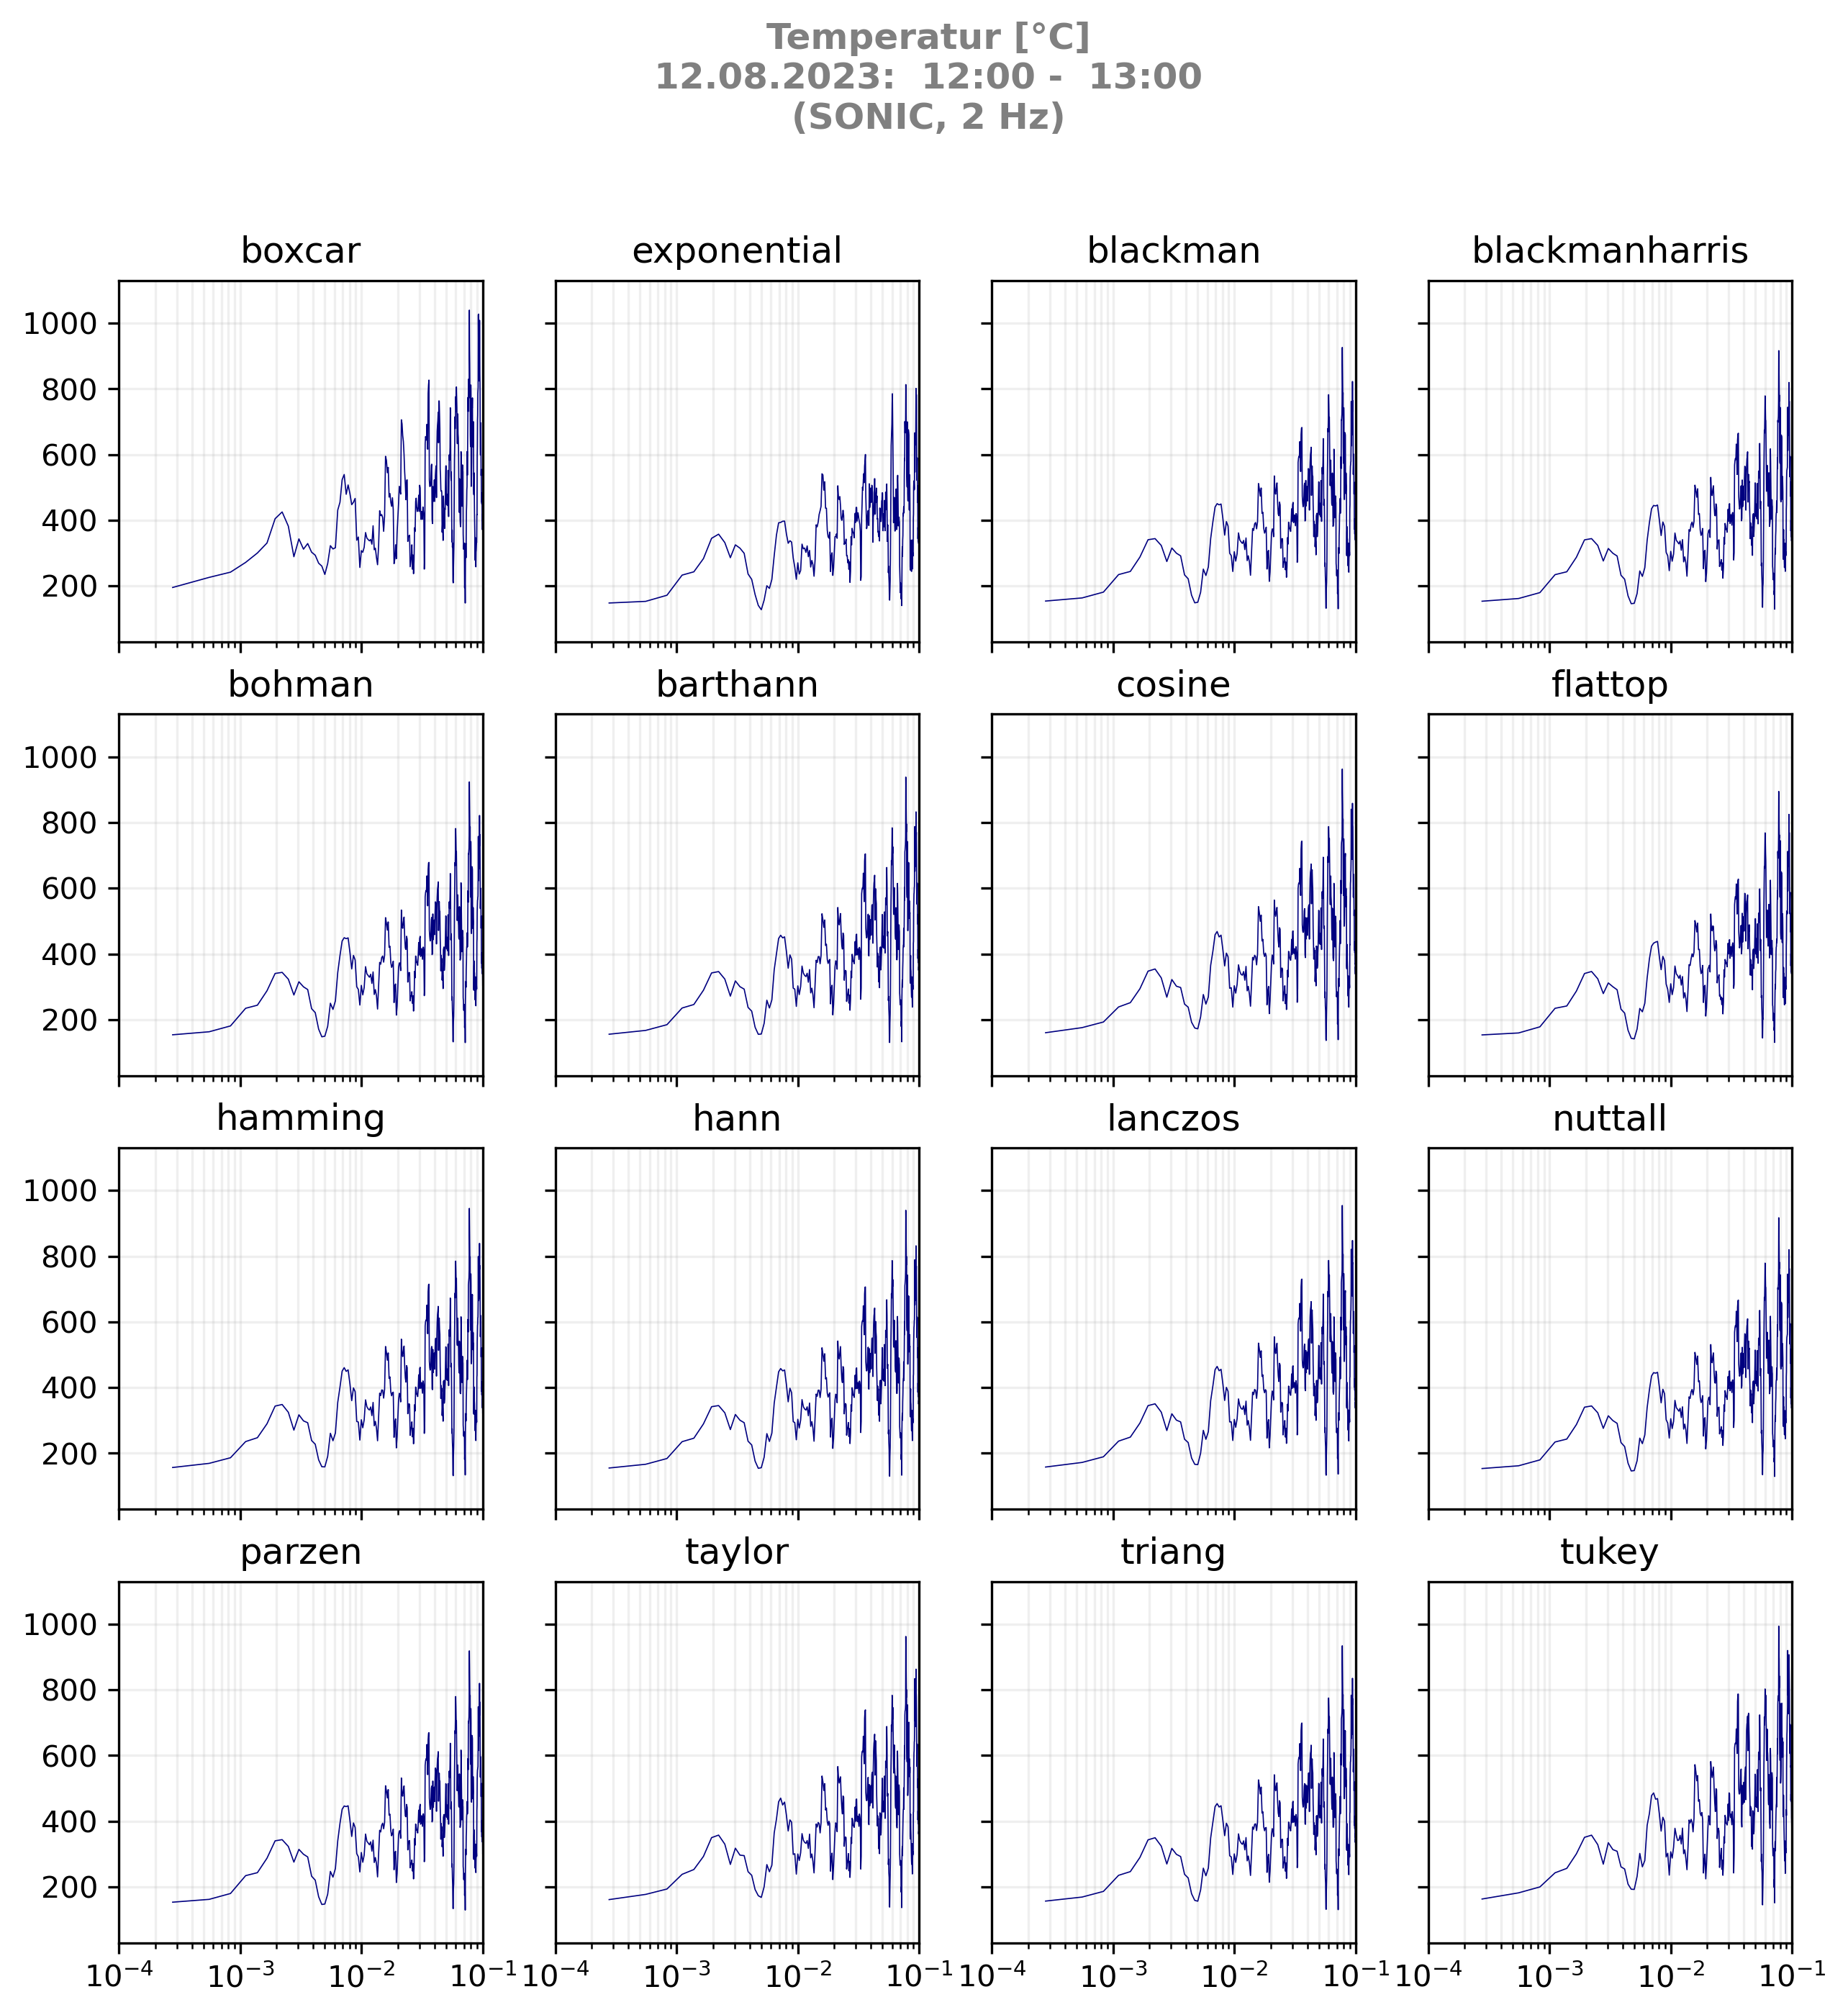 Temperatur [°C]
12.08.2023:  12:00 -  13:00
(SONIC, 2 Hz)
boxcar exponential blackman blackmanharris
1000
800
600
400
200
bohman barthann cosine flattop
1000
800
600
400
200
hamming hann lanczos nuttall
1000
800
600
400
200
parzen taylor triang tukey
1000
800
600
400
200
10⁻⁴ 10⁻³ 10⁻² 10⁻¹ 10⁻⁴ 10⁻³ 10⁻² 10⁻¹ 10⁻⁴ 10⁻³ 10⁻² 10⁻¹ 10⁻⁴ 10⁻³ 10⁻² 10⁻¹